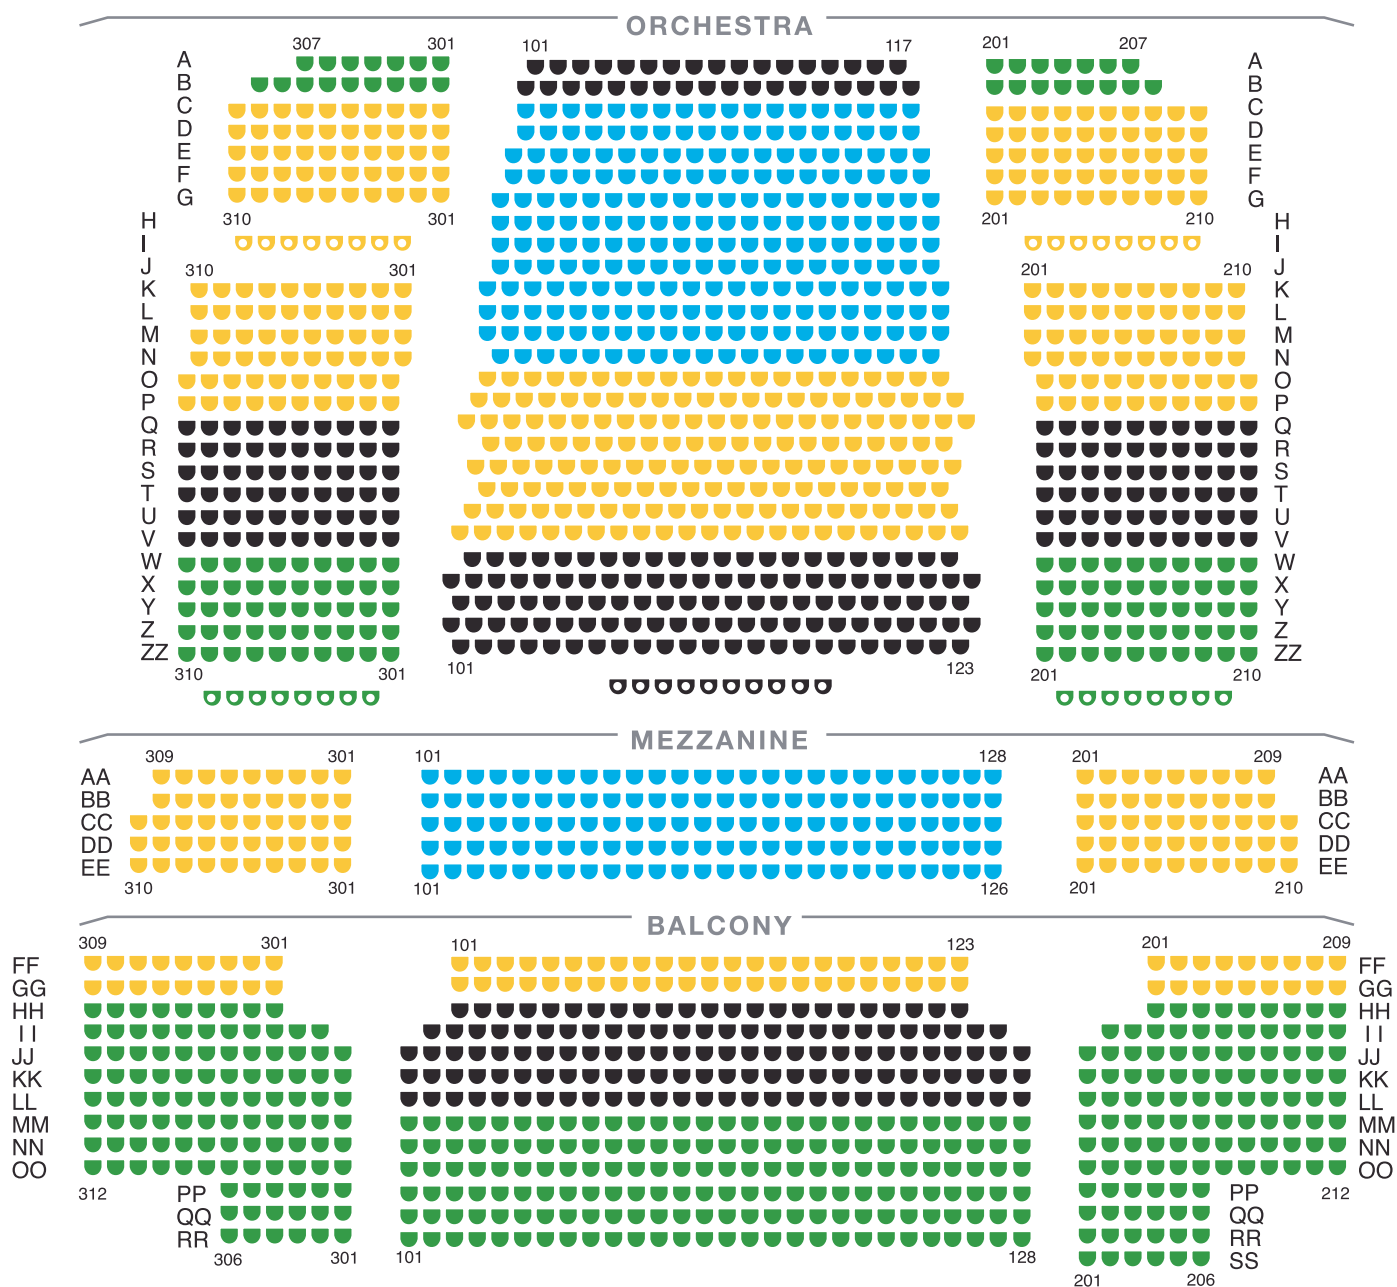 ORCHESTRA
307 301 101 117 201 207
A A
B B
C C
D D
E E
F F
G G
310 301 201 210
H H
I I
J J
310 301 201 210
K K
L L
M M
N N
O O
P P
Q Q
R R
S S
T T
U U
V V
W W
X X
Y Y
Z Z
ZZ ZZ
310 301 101 123 201 210
MEZZANINE
309 301 101 128 201 209
AA AA
BB BB
CC CC
DD DD
EE EE
310 301 101 126 201 210
BALCONY
309 301 101 123 201 209
FF FF
GG GG
HH HH
II II
JJ JJ
KK KK
LL LL
MM MM
NN NN
OO OO
312 PP PP 212
QQ QQ
RR RR
306 301 101 128 SS
201 206